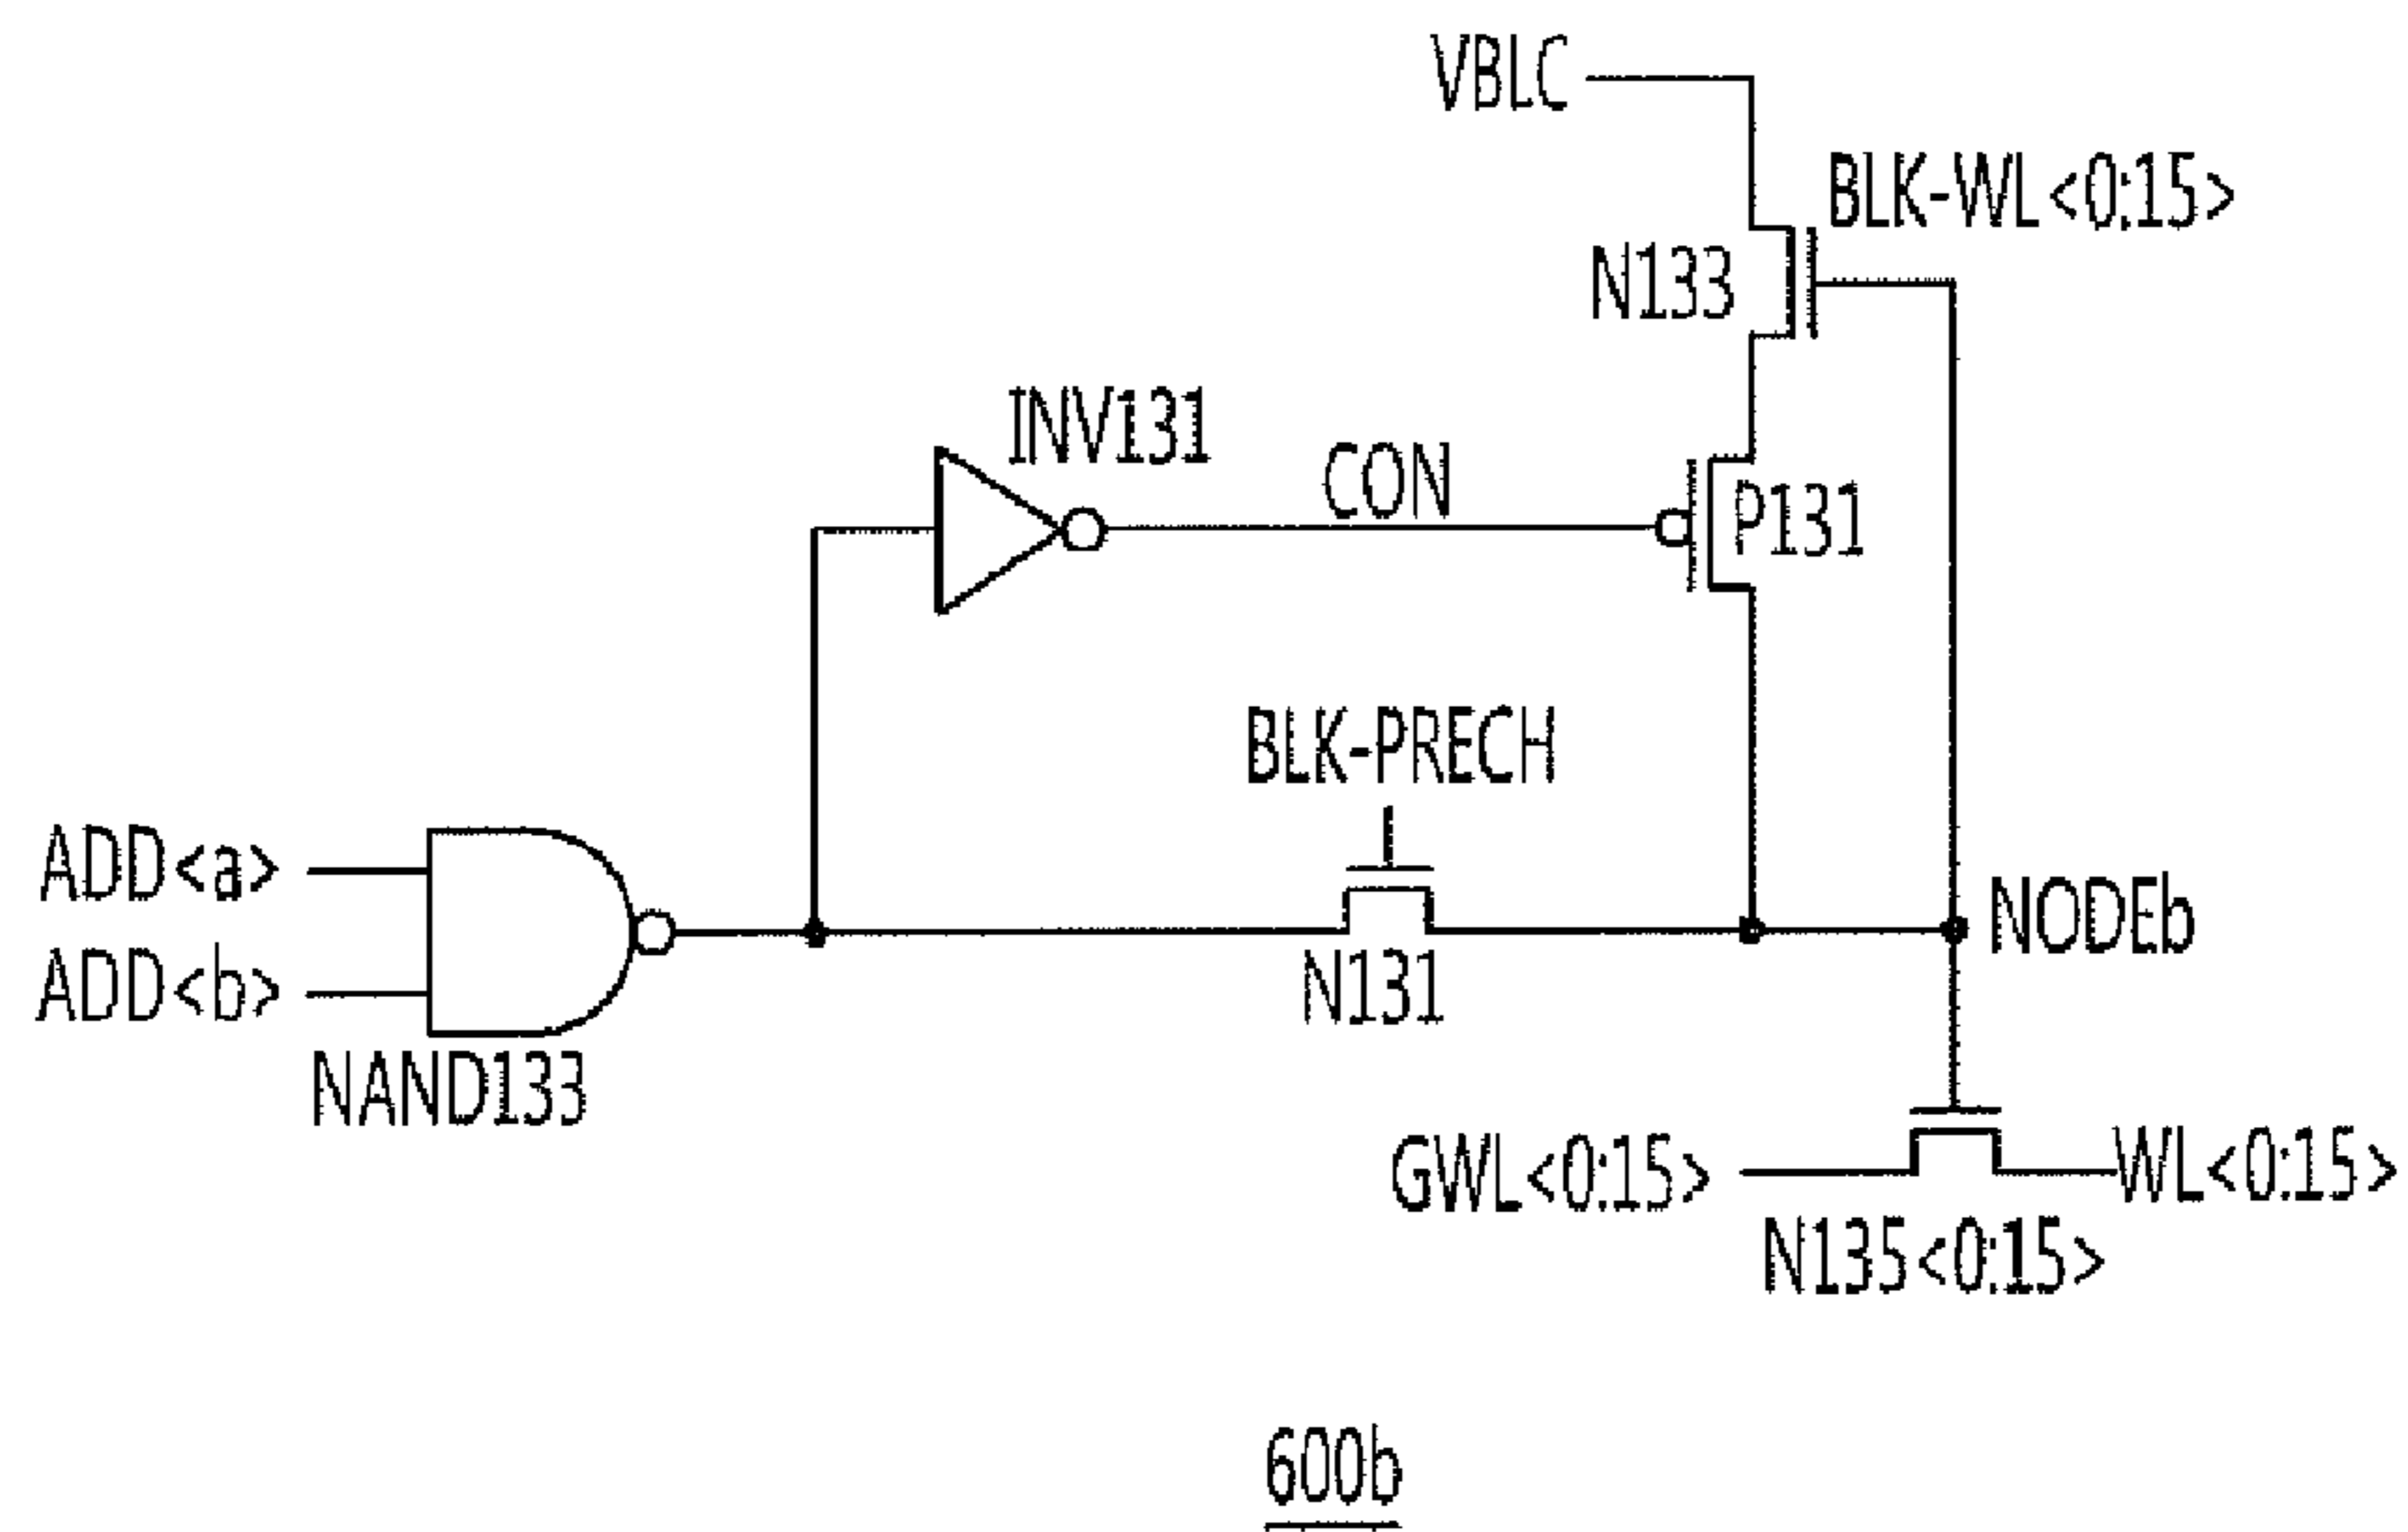 VBLC
BLK-WL<0:15>
N133
INV131
CON
P131
BLK-PRECH
ADD<a>
NODEb
ADD<b>
N131
NAND133
GWL<0:15>
WL<0:15>
N135<0:15>
600b